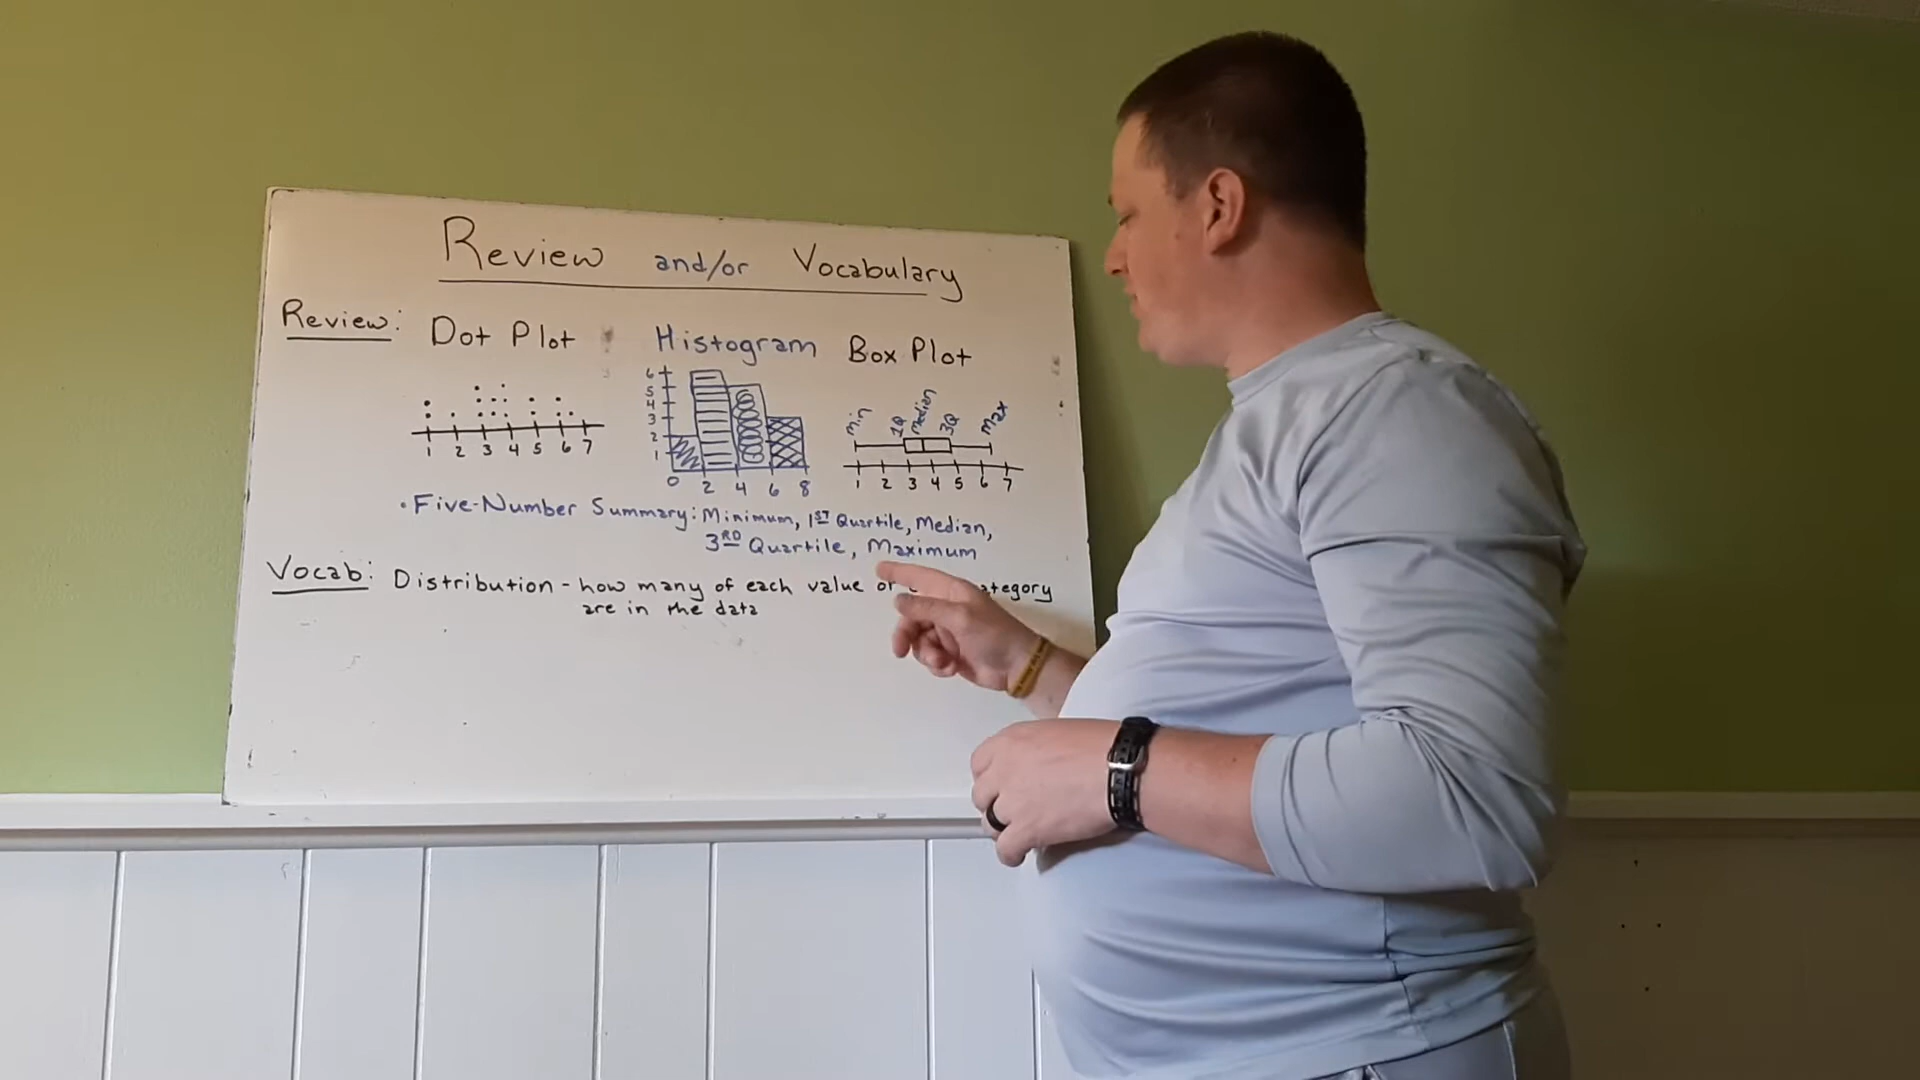 Review and/or Vocabulary
Review: Dot Plot Histogram Box Plot
6
5
4
3
2
1
min 1Q median 3Q max
1 2 3 4 5 6 7
0 2 4 6 8
1 2 3 4 5 6 7
• Five-Number Summary: Minimum, 1ST Quartile, Median,
3RD Quartile, Maximum
Vocab: Distribution - how many of each value or category
are in the data